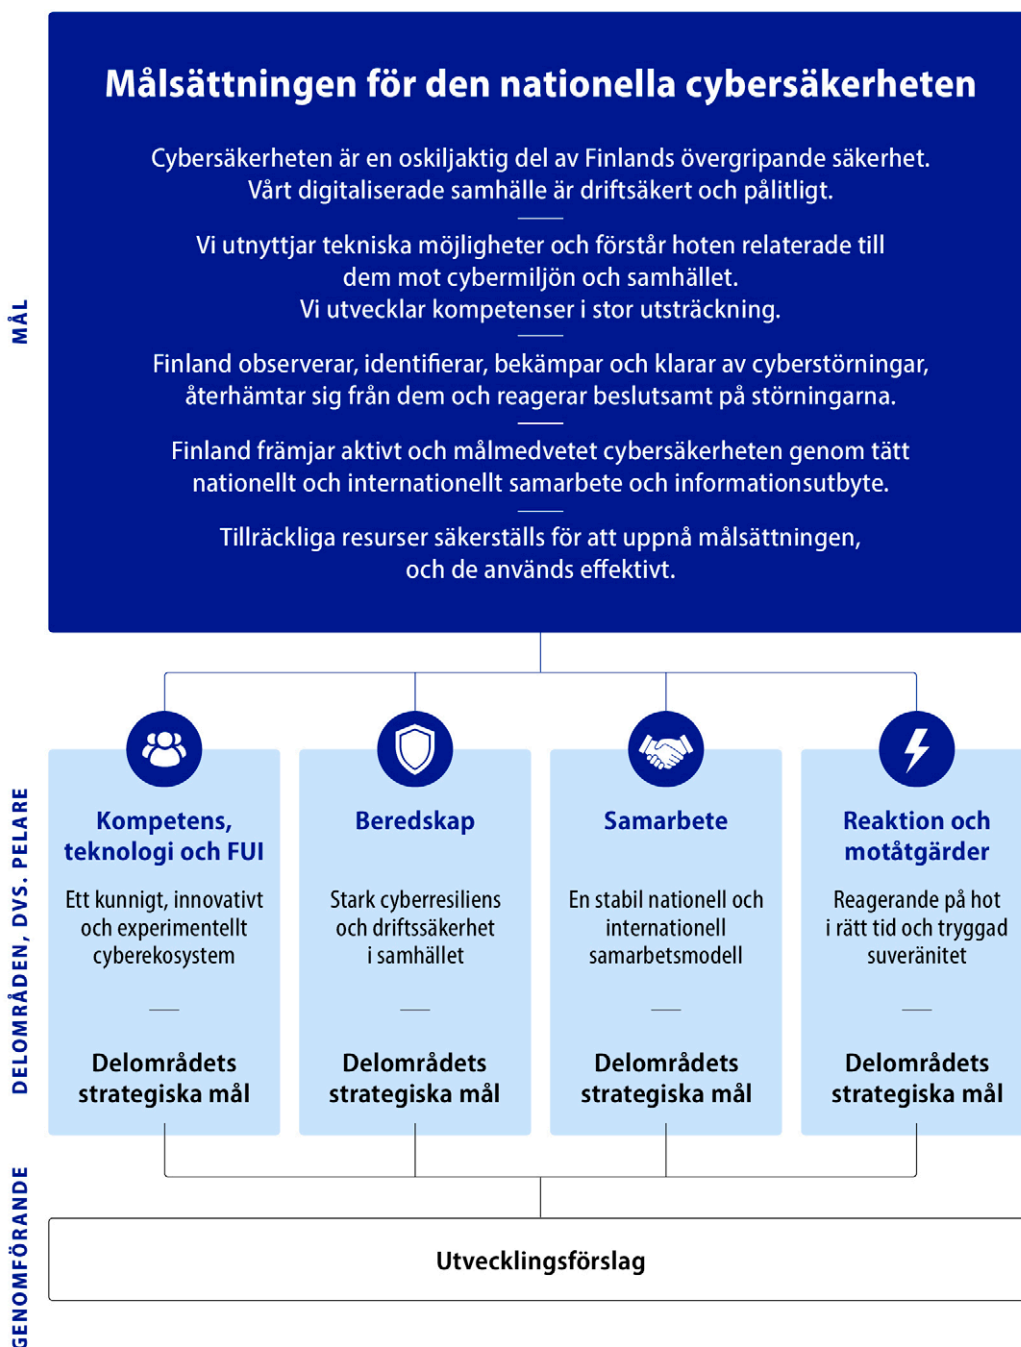 Målsättningen för den nationella cybersäkerheten
Cybersäkerheten är en oskiljaktig del av Finlands övergripande säkerhet.
Vårt digitaliserade samhälle är driftsäkert och pålitligt.
Vi utnyttjar tekniska möjligheter och förstår hoten relaterade till
dem mot cybermiljön och samhället.
Vi utvecklar kompetenser i stor utsträckning.
Finland observerar, identifierar, bekämpar och klarar av cyberstörningar,
återhämtar sig från dem och reagerar beslutsamt på störningarna.
Finland främjar aktivt och målmedvetet cybersäkerheten genom tätt
nationellt och internationellt samarbete och informationsutbyte.
Tillräckliga resurser säkerställs för att uppnå målsättningen,
och de används effektivt.
MÅL
Kompetens,
teknologi och FUI
Ett kunnigt, innovativt
och experimentellt
cyberekosystem
Delområdets
strategiska mål
Beredskap
Stark cyberresiliens
och driftssäkerhet
i samhället
Delområdets
strategiska mål
Samarbete
En stabil nationell och
internationell
samarbetsmodell
Delområdets
strategiska mål
Reaktion och
motåtgärder
Reagerande på hot
i rätt tid och tryggad
suveränitet
Delområdets
strategiska mål
DELOMRÅDEN, DVS. PELARE
Utvecklingsförslag
GENOMFÖRANDE